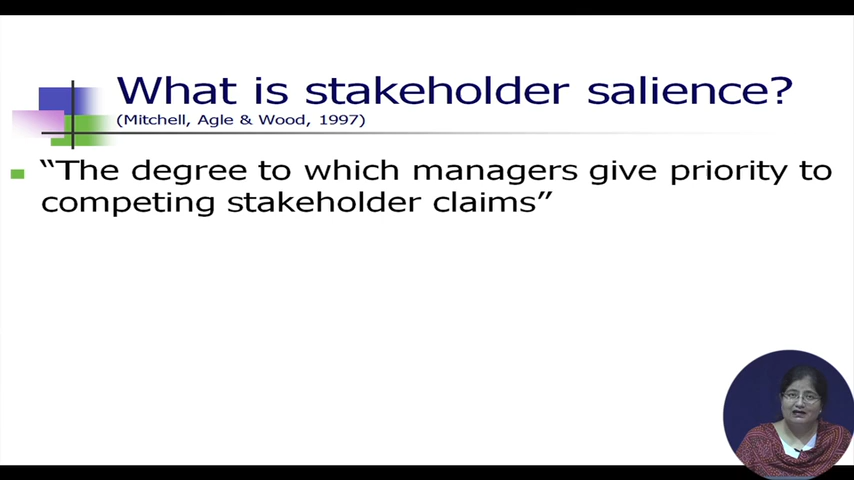 What is stakeholder salience?
(Mitchell, Agle & Wood, 1997)
“The degree to which managers give priority to
competing stakeholder claims”